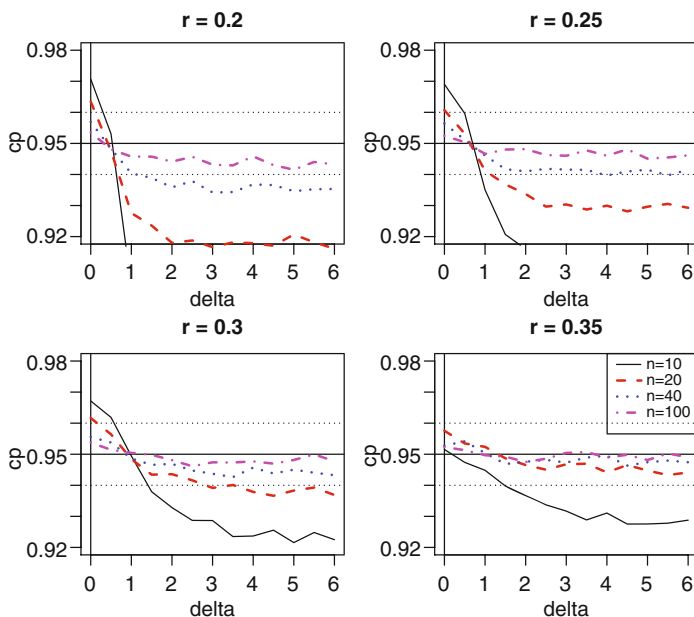 r = 0.2
cp
0.98
0.95
0.92
0 1 2 3 4 5 6
delta
r = 0.25
cp
0.98
0.95
0.92
0 1 2 3 4 5 6
delta
r = 0.3
cp
0.98
0.95
0.92
0 1 2 3 4 5 6
delta
r = 0.35
cp
0.98
0.95
0.92
n=10
n=20
n=40
n=100
0 1 2 3 4 5 6
delta